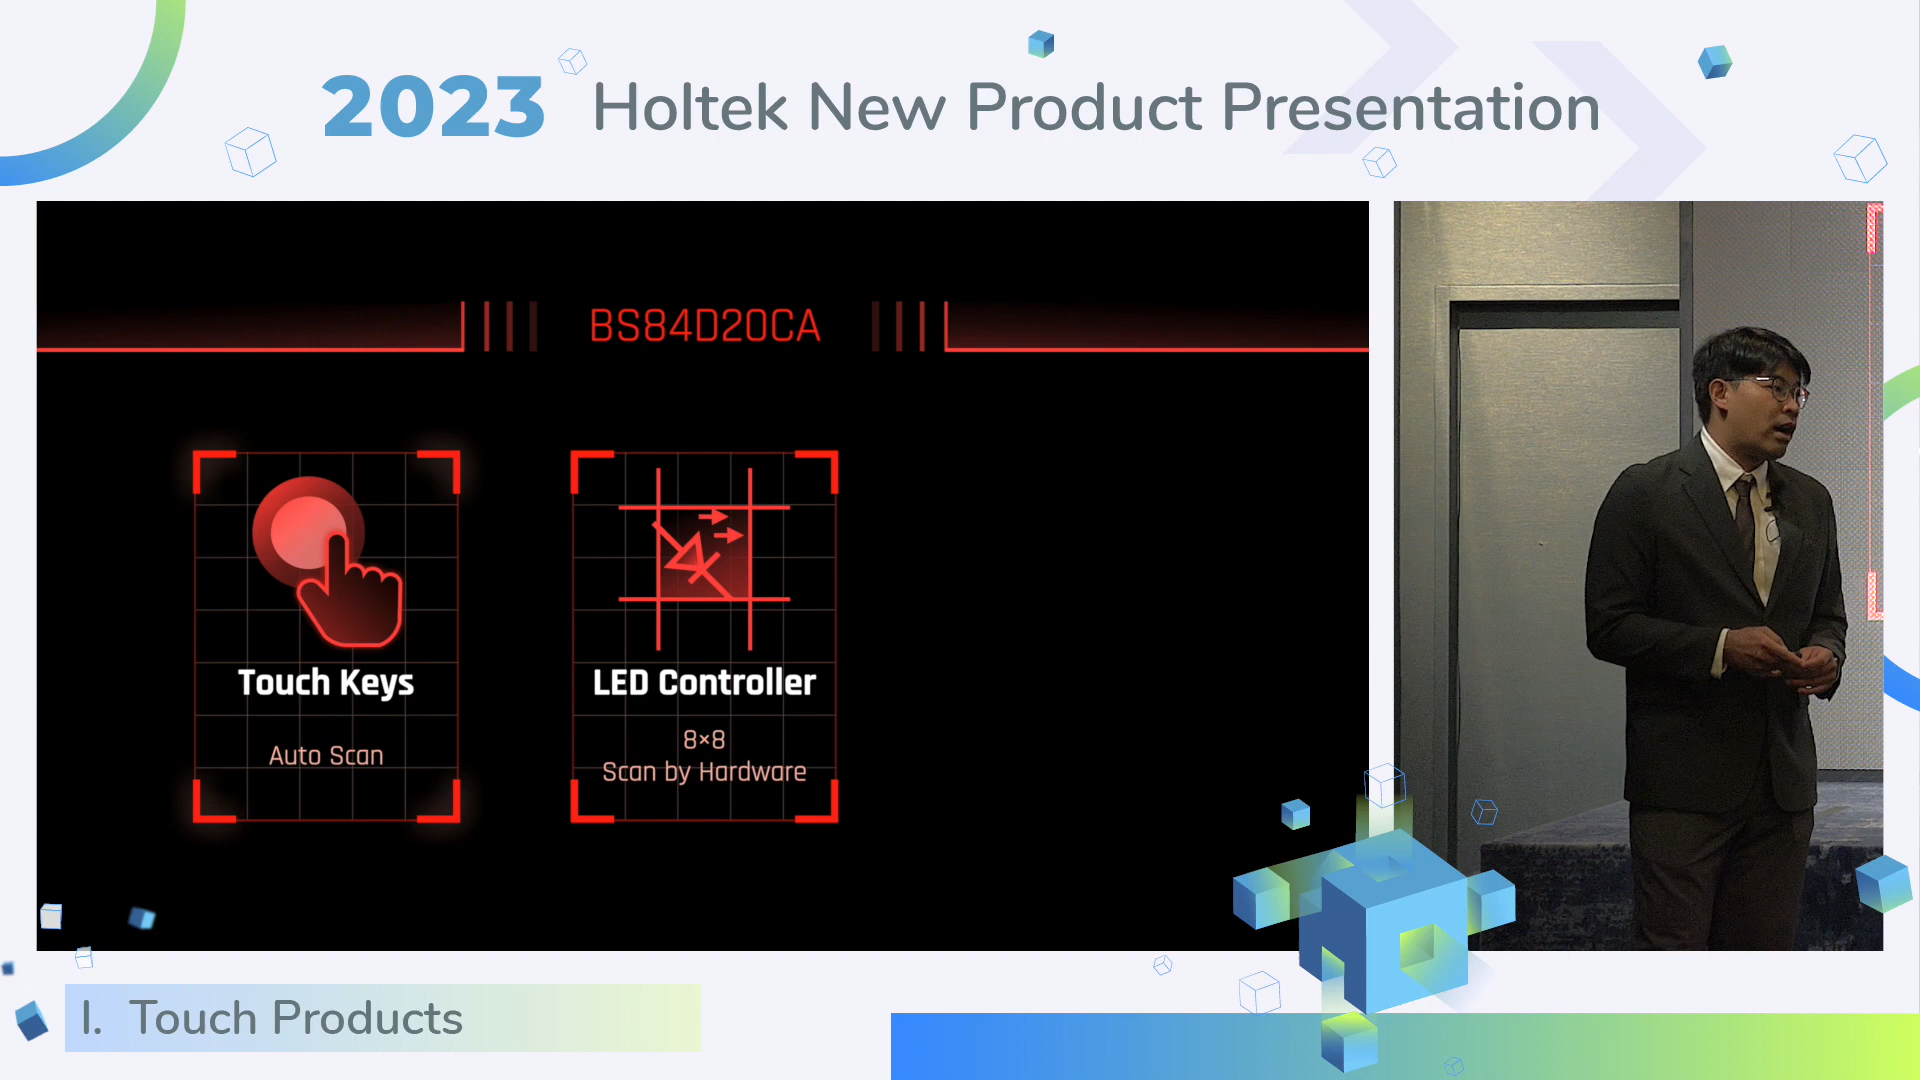 2023 Holtek New Product Presentation
BS84D20CA
Touch Keys
Auto Scan
LED Controller
8×8
Scan by Hardware
I. Touch Products